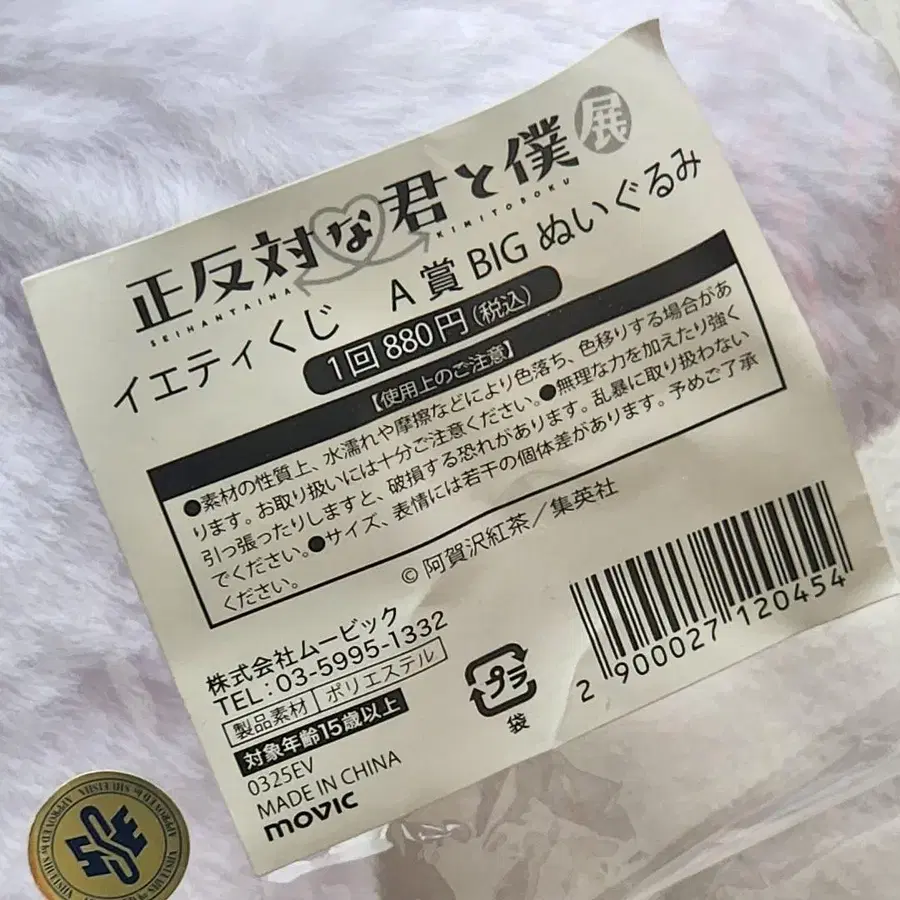 正反対な君と僕 展
SEIHANTAINA KIMITOBOKU
イエティくじ A賞 BIG ぬいぐるみ
1回 880円(税込)
【使用上のご注意】
●素材の性質上、水濡れや摩擦などにより色落ち、色移りする場合があ
ります。お取り扱いには十分ご注意ください。●無理な力を加えたり強く
引っ張ったりしますと、破損する恐れがあります。乱暴に取り扱わない
でください。●サイズ、表情には若干の個体差があります。予めご了承
ください。
© 阿賀沢紅茶／集英社
株式会社ムービック
TEL:03-5995-1332
製品素材 ポリエステル
対象年齢15歳以上
0325EV
MADE IN CHINA
movic
プラ
袋
2 900027 120454
APPROVED by SHUEISHA